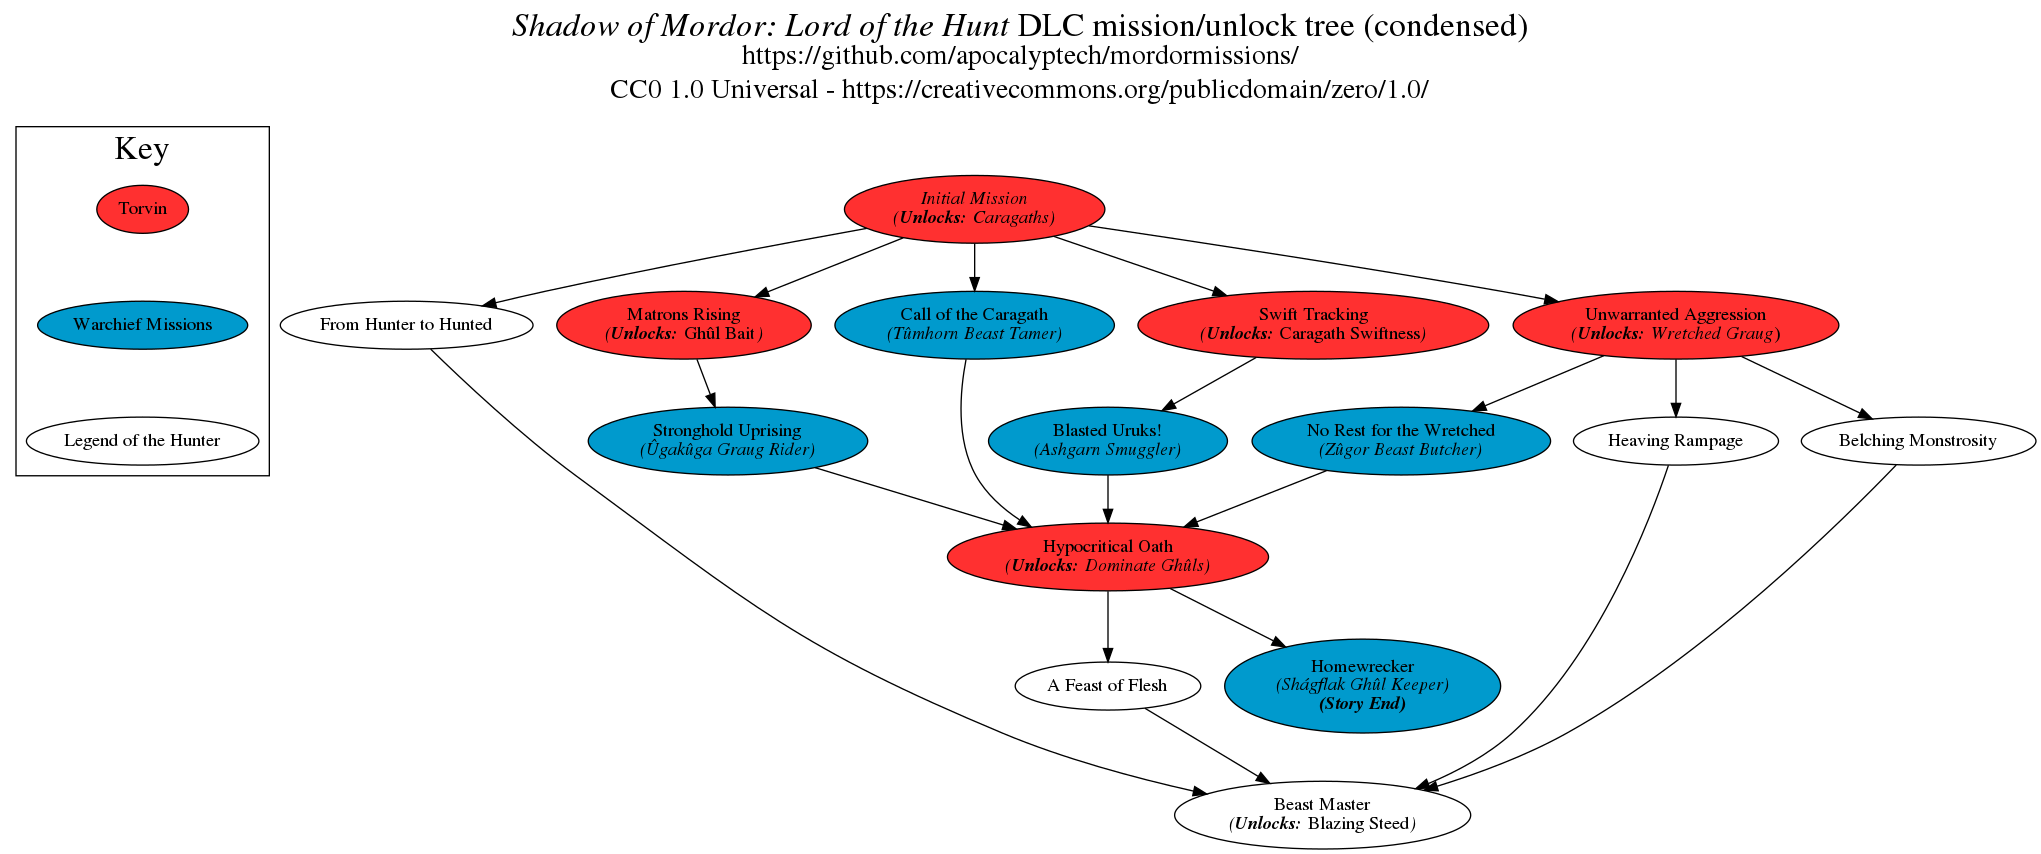 Shadow of Mordor: Lord of the Hunt DLC mission/unlock tree (condensed)
https://github.com/apocalyptech/mordormissions/
CC0 1.0 Universal - https://creativecommons.org/publicdomain/zero/1.0/
Key
Torvin
Warchief Missions
Legend of the Hunter
Initial Mission
(Unlocks: Caragaths)
From Hunter to Hunted
Matrons Rising
(Unlocks: Ghûl Bait)
Call of the Caragath
(Tûmhorn Beast Tamer)
Swift Tracking
(Unlocks: Caragath Swiftness)
Unwarranted Aggression
(Unlocks: Wretched Graug)
Stronghold Uprising
(Ûgakûga Graug Rider)
Blasted Uruks!
(Ashgarn Smuggler)
No Rest for the Wretched
(Zûgor Beast Butcher)
Heaving Rampage
Belching Monstrosity
Hypocritical Oath
(Unlocks: Dominate Ghûls)
A Feast of Flesh
Homewrecker
(Shágflak Ghûl Keeper)
(Story End)
Beast Master
(Unlocks: Blazing Steed)